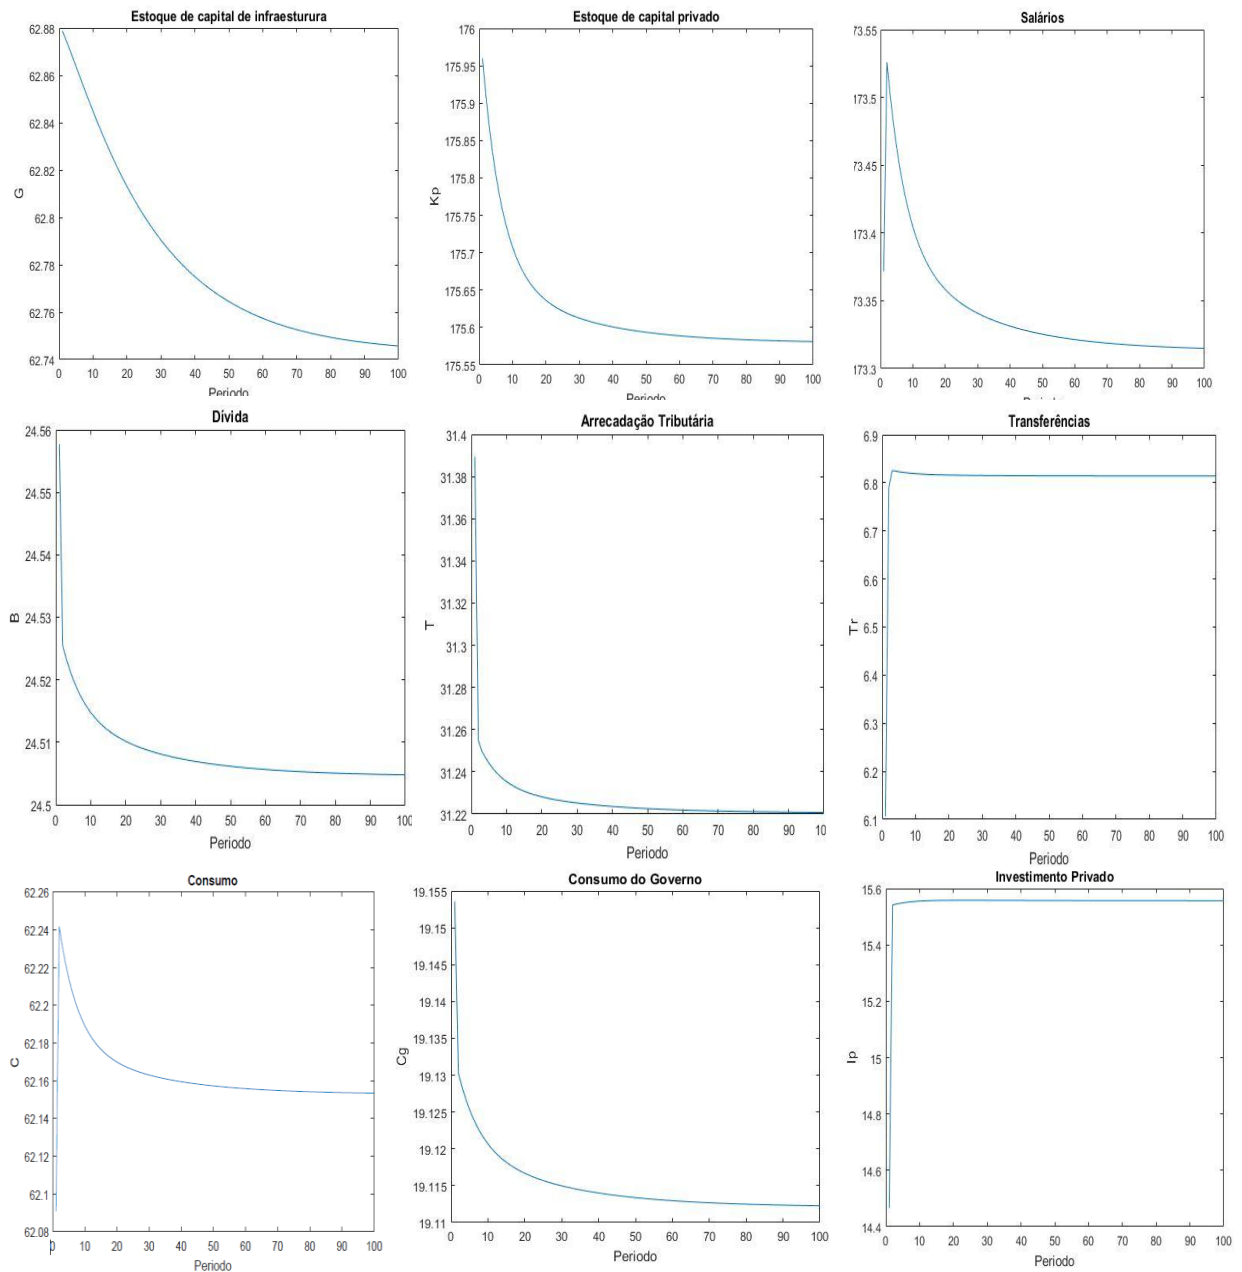 Estoque de capital de infraesturura
62.88
62.86
62.84
62.82
62.8
62.78
62.76
62.74
G
0 10 20 30 40 50 60 70 80 90 100
Periodo
Estoque de capital privado
176
175.95
175.9
175.85
175.8
175.75
175.7
175.65
175.6
175.55
Kp
0 10 20 30 40 50 60 70 80 90 100
Periodo
Salários
73.55
173.5
73.45
173.4
73.35
173.3
0 10 20 30 40 50 60 70 80 90 100
Dívida
24.56
24.55
24.54
24.53
24.52
24.51
24.5
B
0 10 20 30 40 50 60 70 80 90 100
Periodo
Arrecadação Tributária
31.4
31.38
31.36
31.34
31.32
31.3
31.28
31.26
31.24
31.22
T
0 10 20 30 40 50 60 70 80 90 10
Periodo
Transferências
6.9
6.8
6.7
6.6
6.5
6.4
6.3
6.2
6.1
Tr
0 10 20 30 40 50 60 70 80 90 100
Periodo
Consumo
62.26
62.24
62.22
62.2
62.18
62.16
62.14
62.12
62.1
62.08
C
0 10 20 30 40 50 60 70 80 90 100
Periodo
Consumo do Governo
19.155
19.15
19.145
19.14
19.135
19.13
19.125
19.12
19.115
19.11
Cg
0 10 20 30 40 50 60 70 80 90 100
Periodo
Investimento Privado
15.6
15.4
15.2
15
14.8
14.6
14.4
Ip
0 10 20 30 40 50 60 70 80 90 100
Periodo